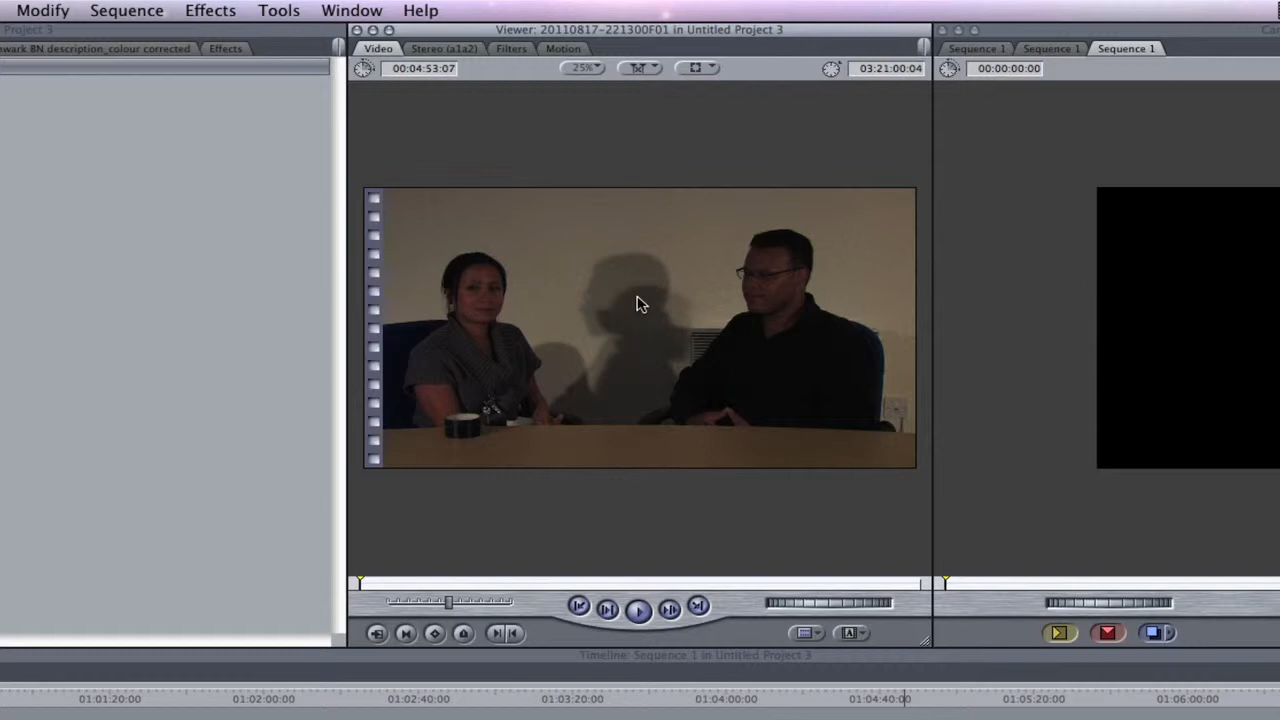 Modify Sequence Effects Tools Window Help
Project 3
Viewer: 20110817-221300F01 in Untitled Project 3
wark BN description_colour corrected Effects
Video Stereo (a1a2) Filters Motion
Sequence 1 Sequence 1 Sequence 1
00:04:53:07 25% 03:21:00:04
00:00:00:00
A
Timeline: Sequence 1 in Untitled Project 3
01:01:20:00 01:02:00:00 01:02:40:00 01:03:20:00 01:04:00:00 01:04:40:00 01:05:20:00 01:06:00:00